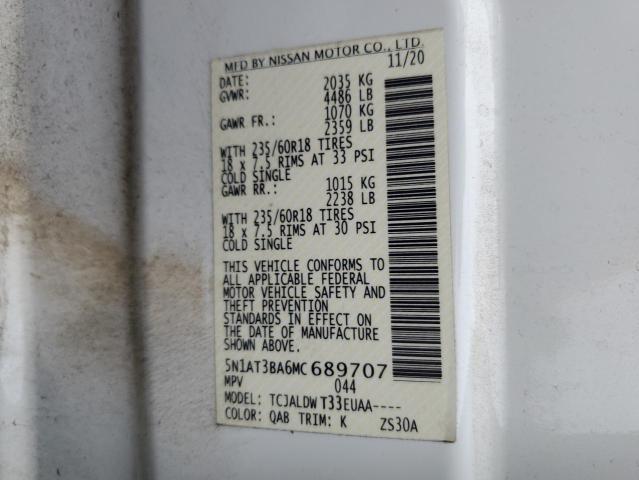 MFD BY NISSAN MOTOR CO., LTD.
DATE: 11/20
GVWR: 2035 KG
4486 LB
GAWR FR.: 1070 KG
2359 LB
WITH 235/60R18 TIRES
18 x 7.5 RIMS AT 33 PSI
COLD SINGLE
GAWR RR.: 1015 KG
2238 LB
WITH 235/60R18 TIRES
18 x 7.5 RIMS AT 30 PSI
COLD SINGLE
THIS VEHICLE CONFORMS TO
ALL APPLICABLE FEDERAL
MOTOR VEHICLE SAFETY AND
THEFT PREVENTION
STANDARDS IN EFFECT ON
THE DATE OF MANUFACTURE
SHOWN ABOVE.
5N1AT3BA6MC689707
MPV 044
MODEL: TCJALDW T33EUAA----
COLOR: QAB TRIM: K ZS30A